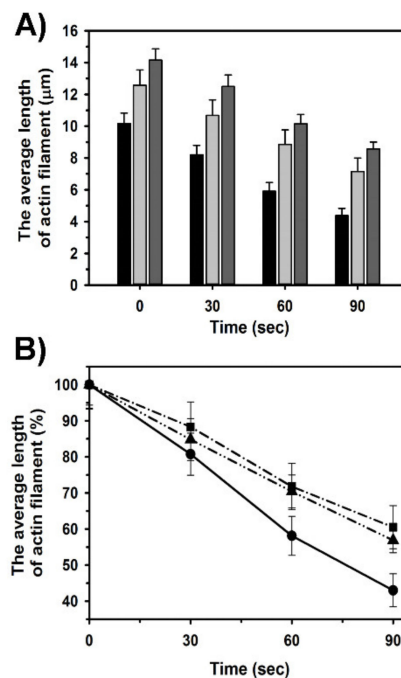 A)
The average length
of actin filament (μm)
16
14
12
10
8
6
4
2
0
0 30 60 90
Time (sec)
B)
The average length
of actin filament (%)
100
90
80
70
60
50
40
0 30 60 90
Time (sec)